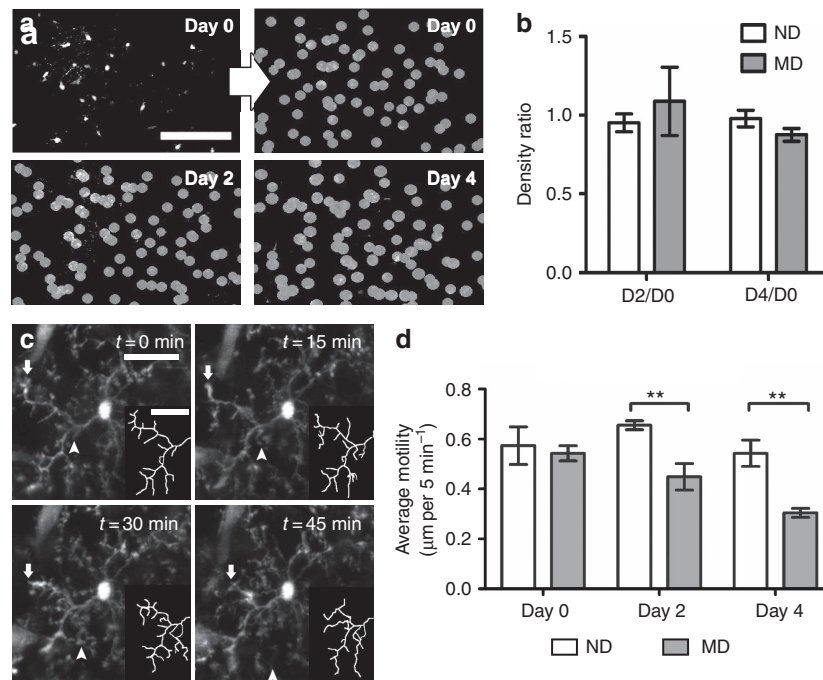 a
a
Day 0
Day 0
Day 2
Day 4
b
1.5
1.0
0.5
0.0
Density ratio
ND
MD
D2/D0
D4/D0
c
t=0 min
t=15 min
t=30 min
t=45 min
d
0.8
0.6
0.4
0.2
0.0
Average motility
(μm per 5 min⁻¹)
**
**
Day 0
Day 2
Day 4
ND
MD